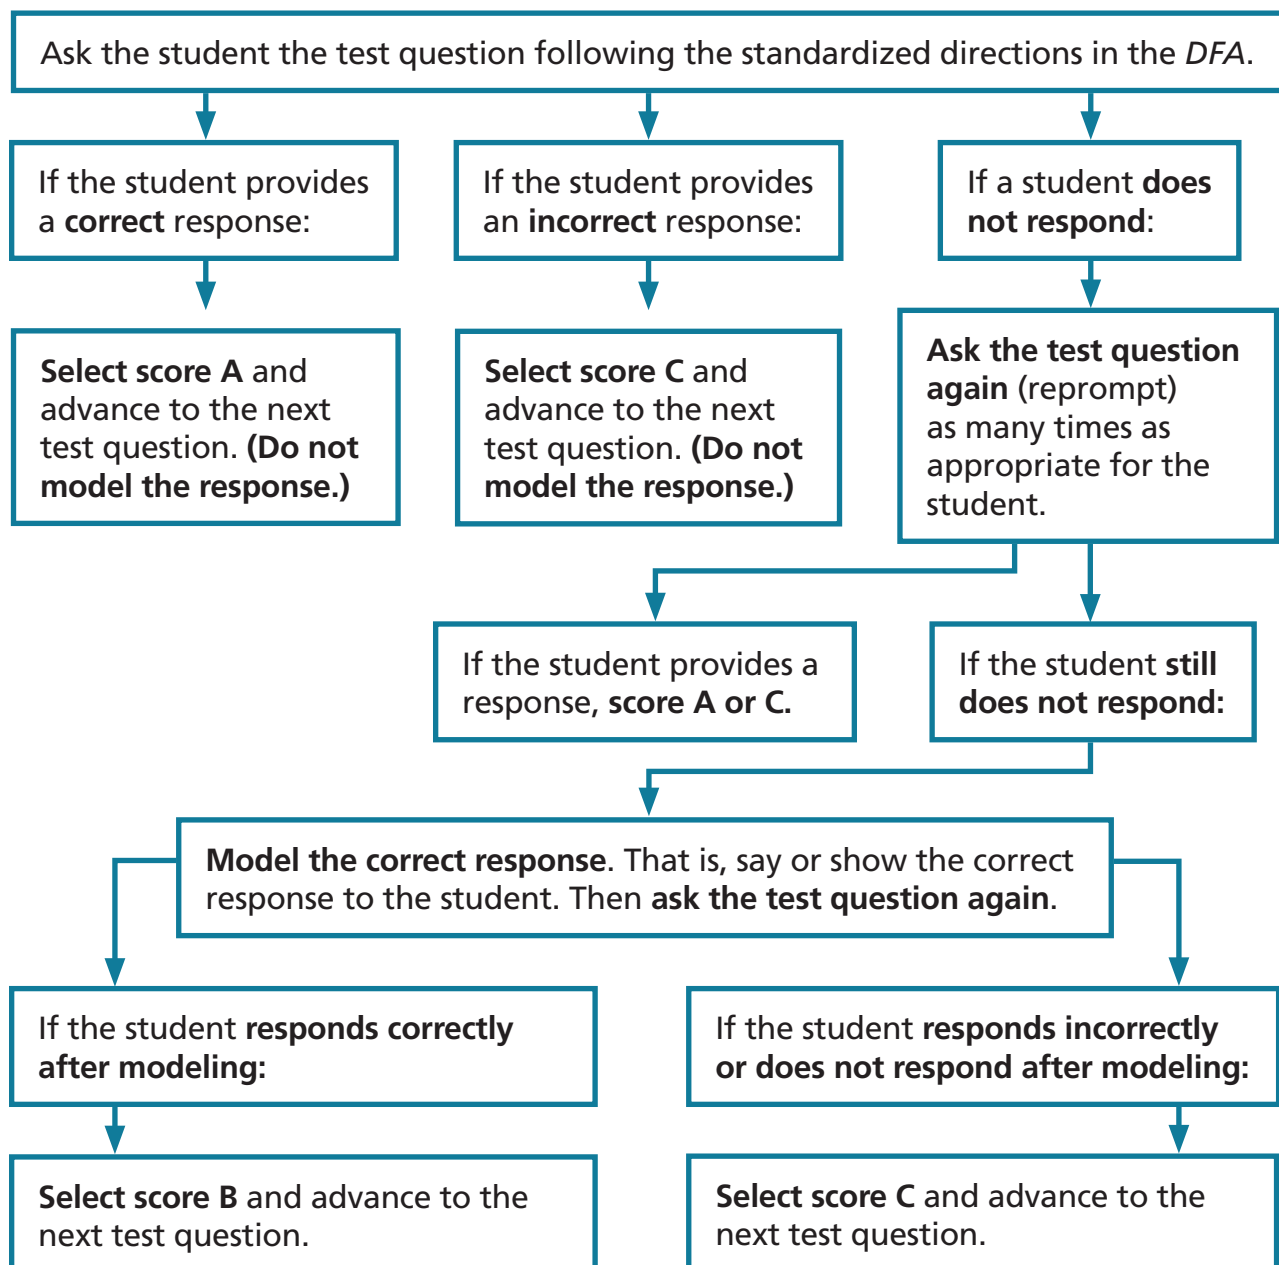 Ask the student the test question following the standardized directions in the DFA.
If the student provides
a correct response:
If the student provides
an incorrect response:
If a student does
not respond:
Select score A and
advance to the next
test question. (Do not
model the response.)
Select score C and
advance to the next
test question. (Do not
model the response.)
Ask the test question
again (reprompt)
as many times as
appropriate for the
student.
If the student provides a
response, score A or C.
If the student still
does not respond:
Model the correct response. That is, say or show the correct
response to the student. Then ask the test question again.
If the student responds correctly
after modeling:
If the student responds incorrectly
or does not respond after modeling:
Select score B and advance to the
next test question.
Select score C and advance to the
next test question.